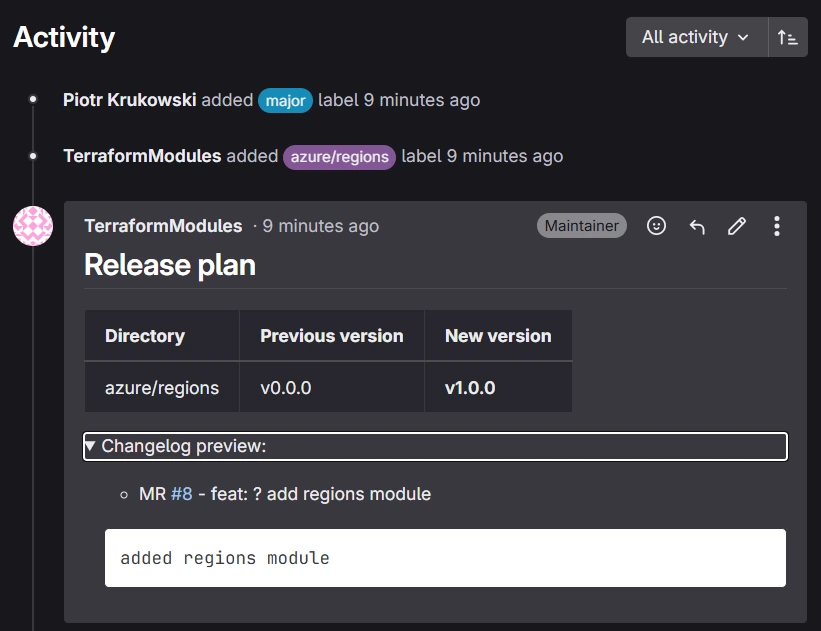 Activity
All activity
Piotr Krukowski added major label 9 minutes ago
TerraformModules added azure/regions label 9 minutes ago
TerraformModules · 9 minutes ago Maintainer
Release plan
Directory Previous version New version
azure/regions v0.0.0 v1.0.0
Changelog preview:
MR #8 - feat: ? add regions module
added regions module